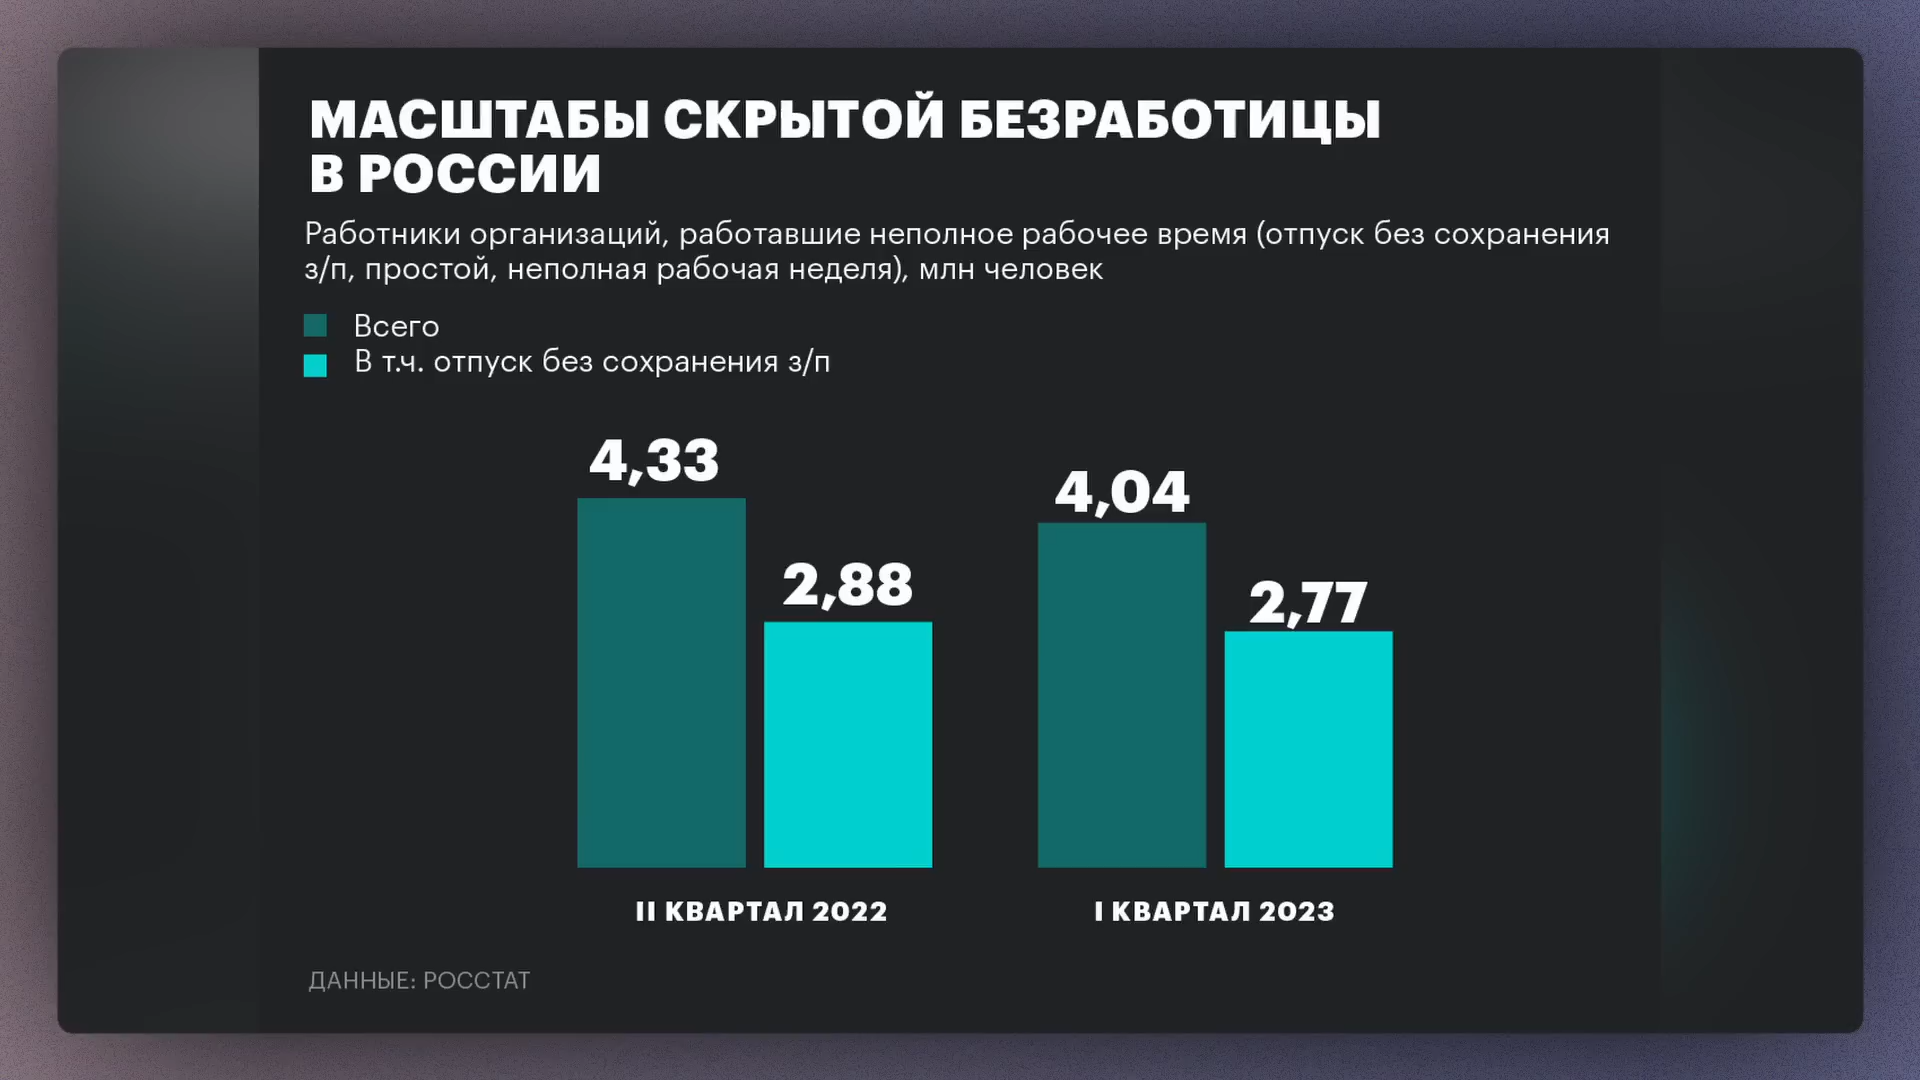 МАСШТАБЫ СКРЫТОЙ БЕЗРАБОТИЦЫ
В РОССИИ
Работники организаций, работавшие неполное рабочее время (отпуск без сохранения
з/п, простой, неполная рабочая неделя), млн человек
Всего
В т.ч. отпуск без сохранения з/п
4,33
2,88
4,04
2,77
II КВАРТАЛ 2022
I КВАРТАЛ 2023
ДАННЫЕ: РОССТАТ